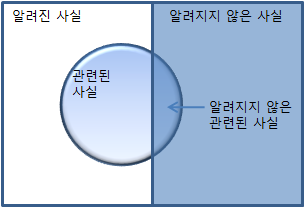 알려진 사실
알려지지 않은 사실
관련된
사실
알려지지 않은
관련된 사실